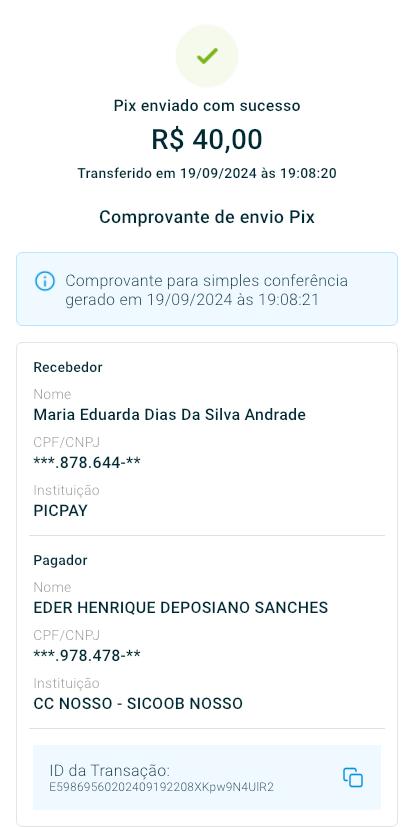 Pix enviado com sucesso
R$ 40,00
Transferido em 19/09/2024 às 19:08:20
Comprovante de envio Pix
Comprovante para simples conferência
gerado em 19/09/2024 às 19:08:21
Recebedor
Nome
Maria Eduarda Dias Da Silva Andrade
CPF/CNPJ
***.878.644-**
Instituição
PICPAY
Pagador
Nome
EDER HENRIQUE DEPOSIANO SANCHES
CPF/CNPJ
***.978.478-**
Instituição
CC NOSSO - SICOOB NOSSO
ID da Transação:
E59869560202409192208XKpw9N4UlR2